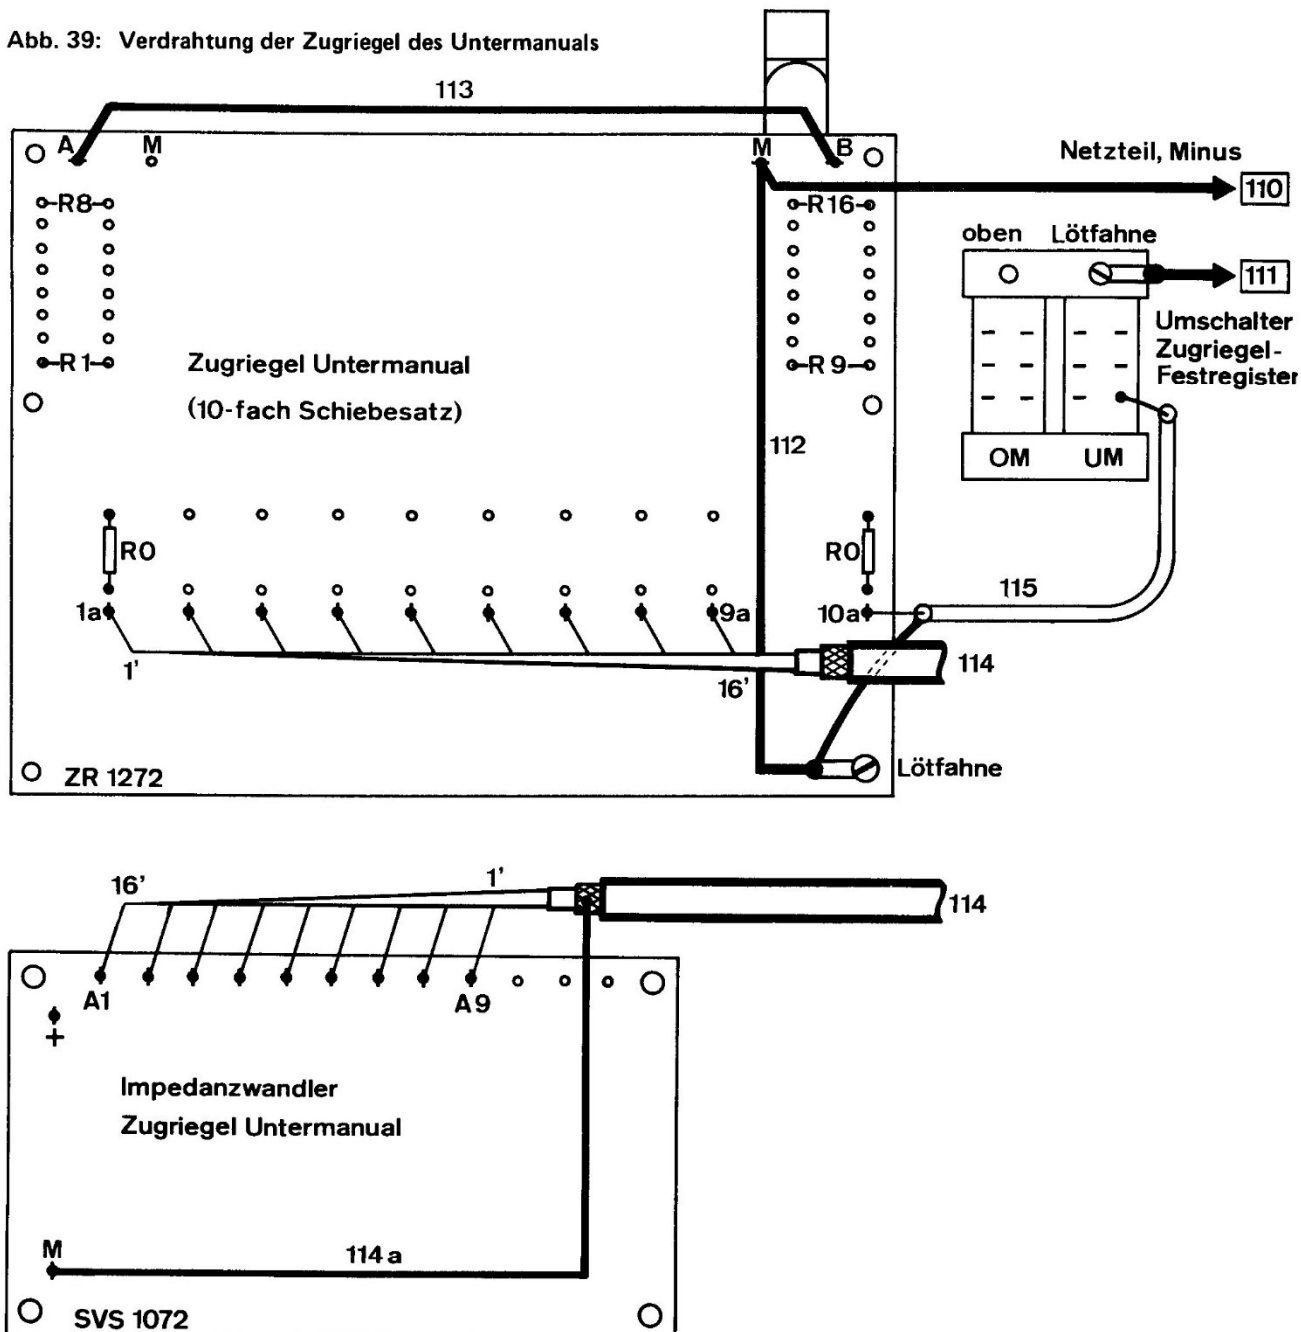 Abb. 39: Verdrahtung der Zugriegel des Untermanuals
113
A M M B
Netzteil, Minus
110
R8 R16
oben Lötfahne
111
Umschalter
Zugriegel-
Festregister
R1 R9
Zugriegel Untermanual
(10-fach Schiebesatz)
112
OM UM
R0 R0
115
1a 9a 10a
1' 16' 114
Lötfahne
ZR 1272
16' 1' 114
A1 A9
+
Impedanzwandler
Zugriegel Untermanual
M 114a
SVS 1072